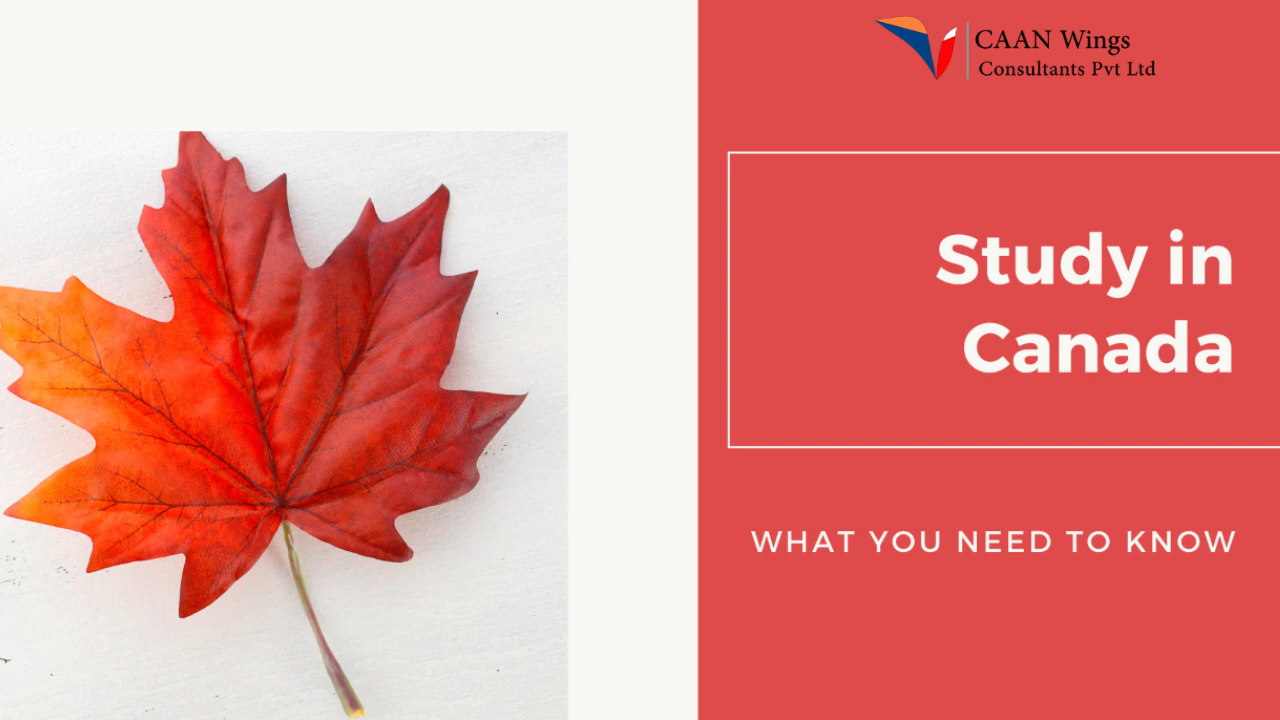 CAAN Wings
Consultants Pvt Ltd
Study in
Canada
WHAT YOU NEED TO KNOW